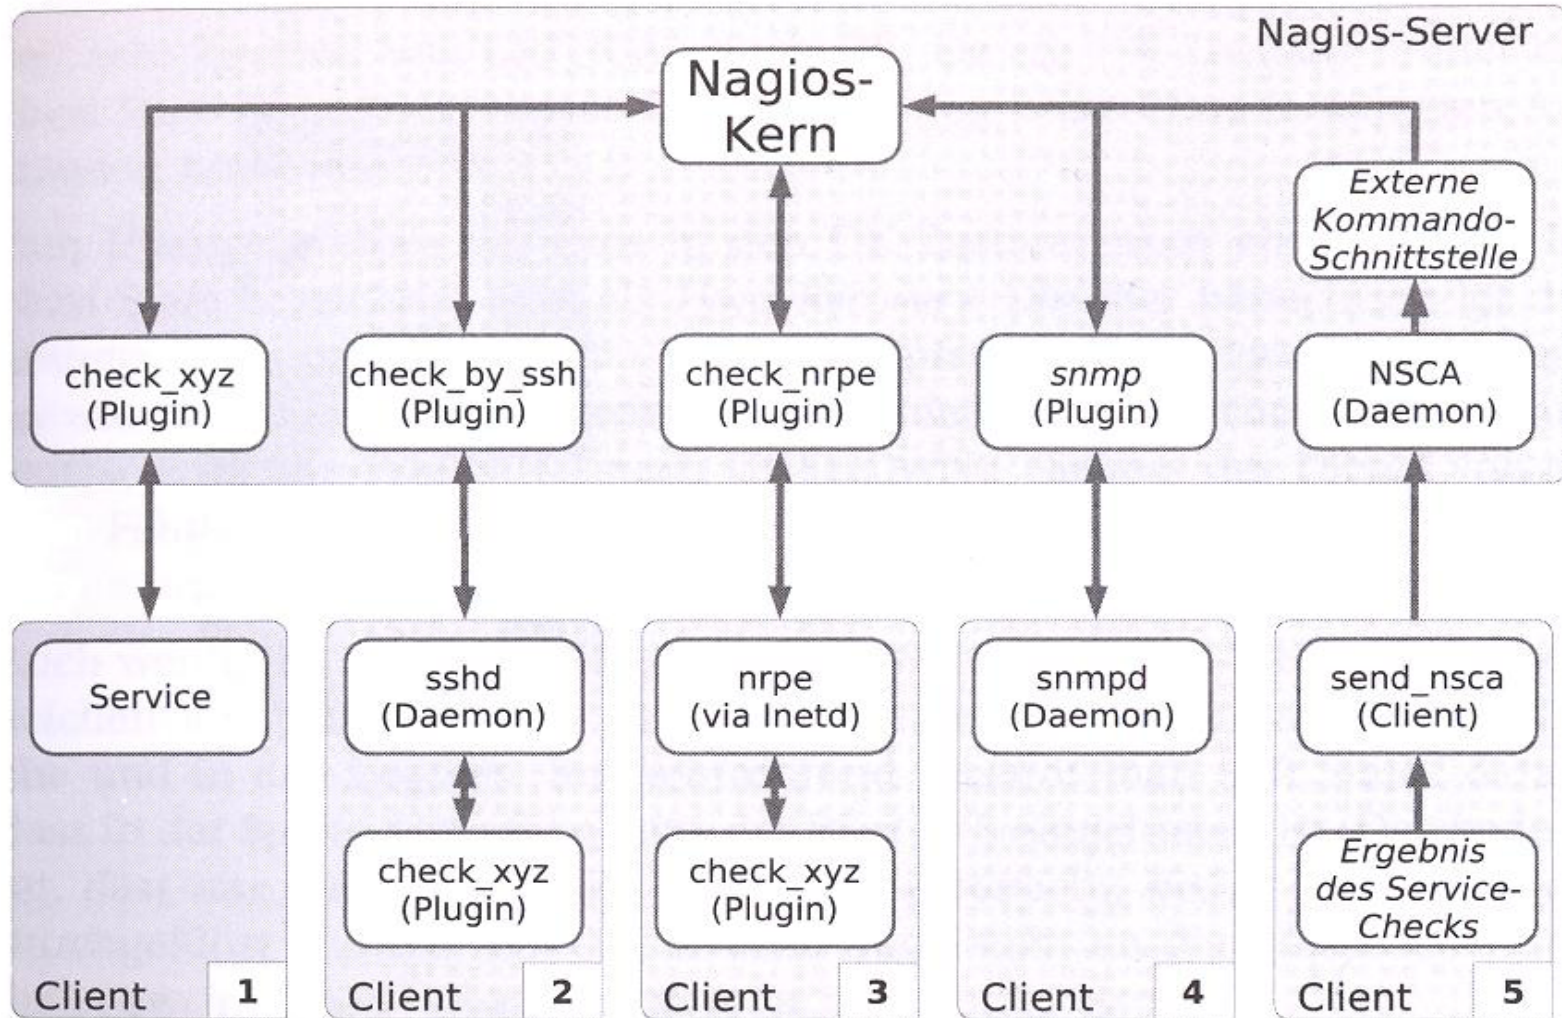 Nagios-Server
Nagios-
Kern
Externe
Kommando-
Schnittstelle
check_xyz
(Plugin)
check_by_ssh
(Plugin)
check_nrpe
(Plugin)
snmp
(Plugin)
NSCA
(Daemon)
Service
sshd
(Daemon)
nrpe
(via Inetd)
snmpd
(Daemon)
send_nsca
(Client)
check_xyz
(Plugin)
check_xyz
(Plugin)
Ergebnis
des Service-
Checks
Client 1
Client 2
Client 3
Client 4
Client 5